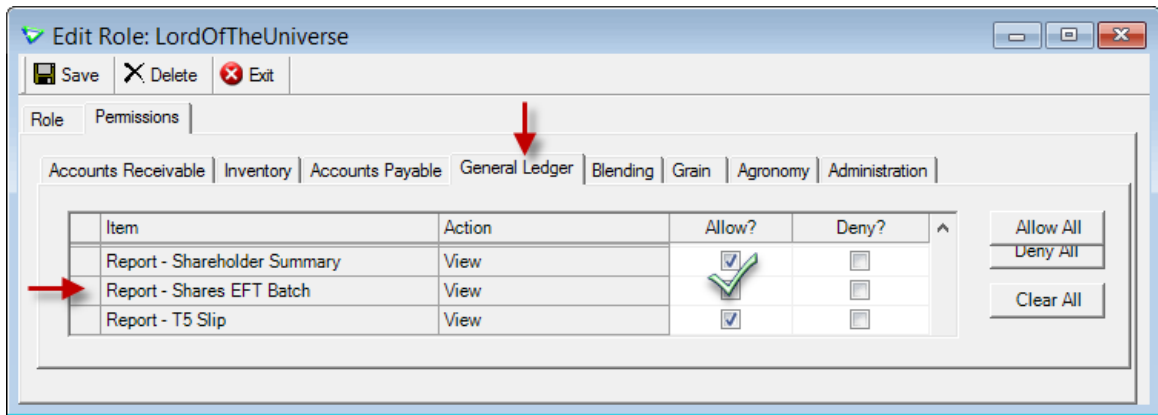 Edit Role: LordOfTheUniverse
Save Delete Exit
Role Permissions
Accounts Receivable Inventory Accounts Payable General Ledger Blending Grain Agronomy Administration
Item Action Allow? Deny? Allow All
Deny All
Report - Shareholder Summary View
Report - Shares EFT Batch View Clear All
Report - T5 Slip View